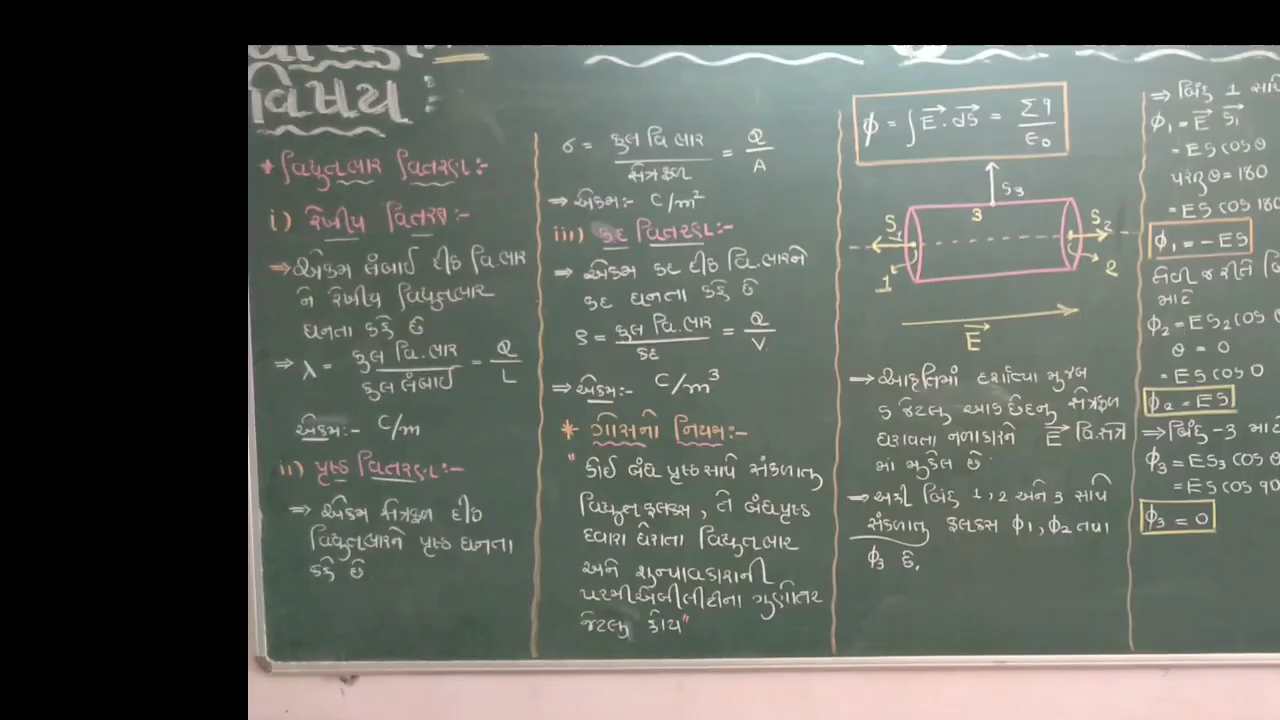 વિષય :
* વિદ્યુતભાર વિતરણ :-
i) રેખીય વિતરણ :-
⇒ એકમ લંબાઈ દીઠ વિ.ભાર
ને રેખીય વિદ્યુતભાર
ઘનતા કહે છે
⇒ λ = કુલ વિ.ભાર / કુલ લંબાઈ = Q / L
એકમ :- C/m
ii) પૃષ્ઠ વિતરણ :-
⇒ એકમ ક્ષેત્રફળ દીઠ
વિદ્યુતભારને પૃષ્ઠ ઘનતા
કહે છે
σ = કુલ વિ.ભાર / ક્ષેત્રફળ = Q / A
⇒ એકમ :- C/m²
iii) કદ વિતરણ :-
⇒ એકમ કદ દીઠ વિ.ભારને
કદ ઘનતા કહે છે
ρ = કુલ વિ.ભાર / કદ = Q / V
⇒ એકમ :- C/m³
* ગૉસનો નિયમ :-
" કોઈ બંધ પૃષ્ઠ સાથે સંકળાતુ
વિદ્યુત ફલક્સ, તે બંધ પૃષ્ઠ
દ્વારા ઘેરાતા વિદ્યુતભાર
અને શુન્યાવકાશની
પરમીએબીલીટીના ગુણોતર
જેટલુ હોય"
φ = ∫ E⃗ . ds⃗ = Σq / ε₀
S₃
3
S₁
S₂
1
2
E⃗
→ આકૃતિમાં દર્શાવ્યા મુજબ
S જેટલુ આડછેદનુ ક્ષેત્રફળ
ધરાવતા નળાકારને E⃗ વિ.ક્ષેત્ર
માં મુકેલ છે.
→ અહી બિંદુ 1, 2 અને 3 સાથે
સંકળાતુ ફલક્સ φ₁, φ₂ તથા
φ₃ છે.
⇒ બિંદુ 1
φ₁ = E⃗ S⃗₁
= ES cos θ
પરંતુ θ = 180
= ES cos 180
φ₁ = -ES
તેવી જ રીતે
માટે
φ₂ = ES₂ cos θ
θ = 0
= ES cos 0
φ₂ = ES
⇒ બિંદુ - 3 માટે
φ₃ = ES₃ cos θ
= ES cos 90
φ₃ = 0